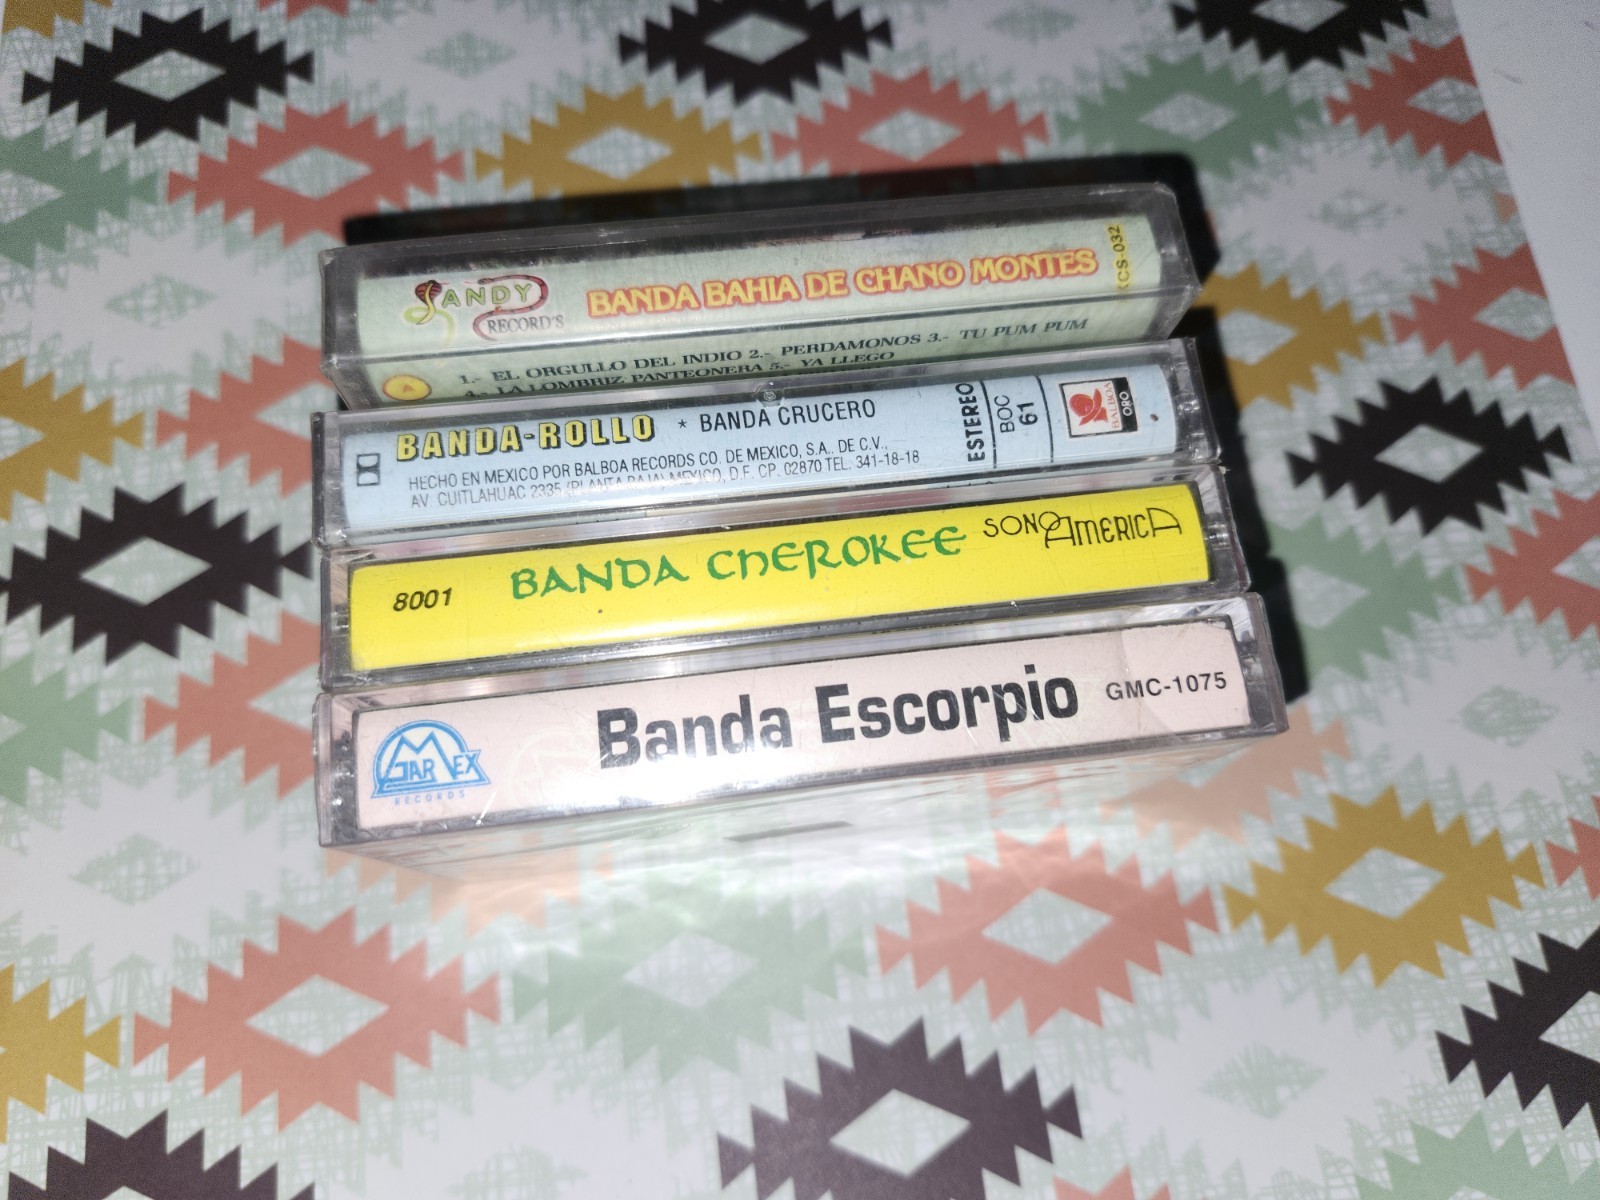 SANDY
RECORD'S
BANDA BAHIA DE CHANO MONTES
CS-032
1.- EL ORGULLO DEL INDIO 2.- PERDAMONOS 3.- TU PUM PUM
4.- LA LOMBRIZ PANTEONERA 5.- YA LLEGO
BANDA-ROLLO * BANDA CRUCERO
HECHO EN MEXICO POR BALBOA RECORDS CO. DE MEXICO, S.A.. DE C.V.,
AV. CUITLAHUAC 2335 (PLANTA BAJA) MEXICO, D.F. CP. 02870 TEL. 341-18-18
ESTEREO
BOC
61
BALBOA
ORO
8001 BANDA CHEROKEE SONOAMERICA
GARMEX
RECORDS
Banda Escorpio GMC-1075